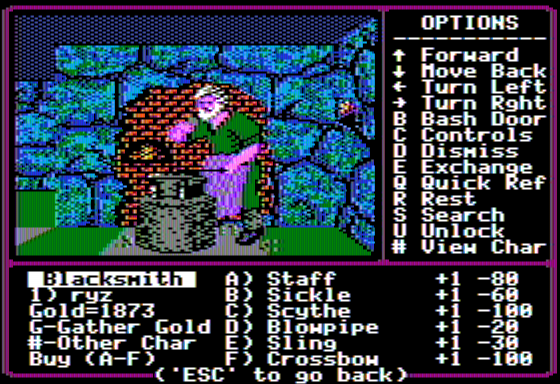 OPTIONS
------------
↑ Forward
↓ Move Back
← Turn Left
→ Turn Rght
B Bash Door
C Controls
D Dismiss
E Exchange
Q Quick Ref
R Rest
S Search
U Unlock
# View Char
Blacksmith
1) ryz
Gold=1873
G-Gather Gold
#-Other Char
Buy (A-F)
A) Staff +1 -80
B) Sickle +1 -60
C) Scythe +1 -100
D) Blowpipe +1 -20
E) Sling +1 -30
F) Crossbow +1 -100
('ESC' to go back)